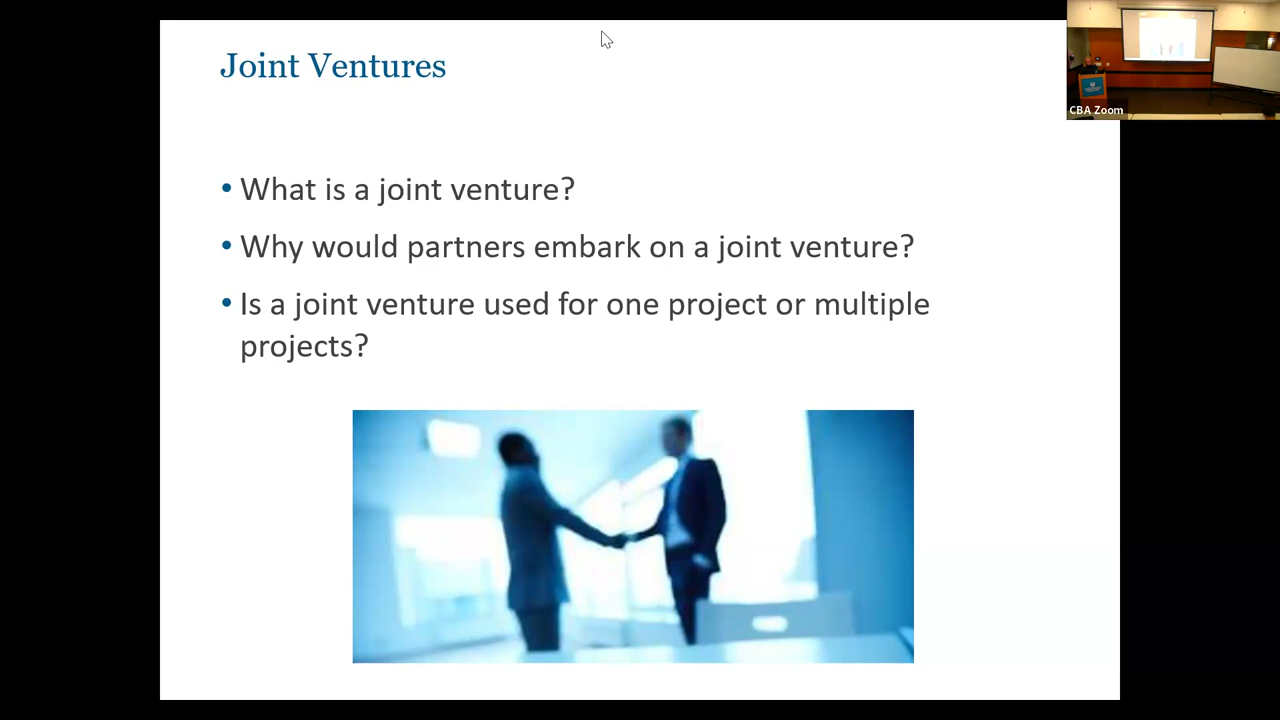 Joint Ventures
CBA Zoom
• What is a joint venture?
• Why would partners embark on a joint venture?
• Is a joint venture used for one project or multiple
projects?